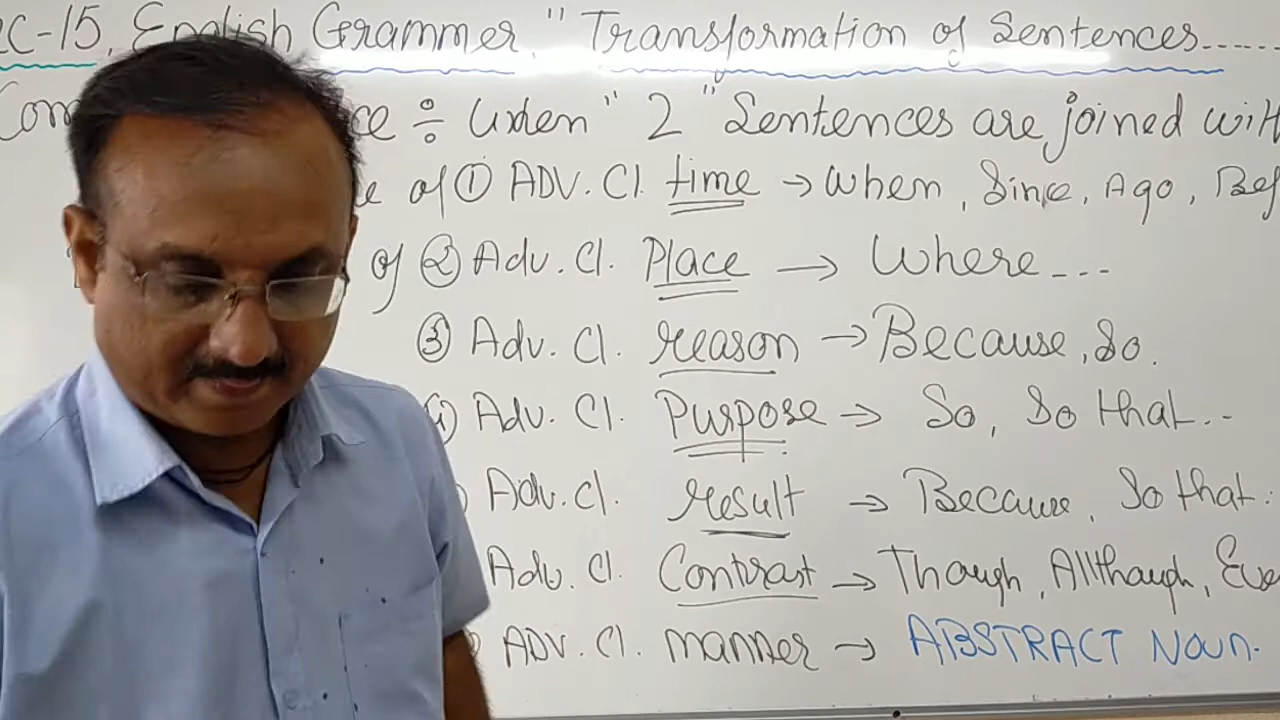 C-15, English Grammer, "Transformation of Sentences......
Com ce ÷ When "2" Sentences are joined with
of ① ADV. Cl. time → When, Since, Ago, Bef
of ② Adv. Cl. Place → Where---
③ Adv. Cl. reason → Because, So.
Adv. Cl. Purpose → So, So that..-
Adv. Cl. result → Because, So that.
Adv. Cl. Contrast → Though, Allthough, Eve
ADV. Cl. manner → ABSTRACT Noun.